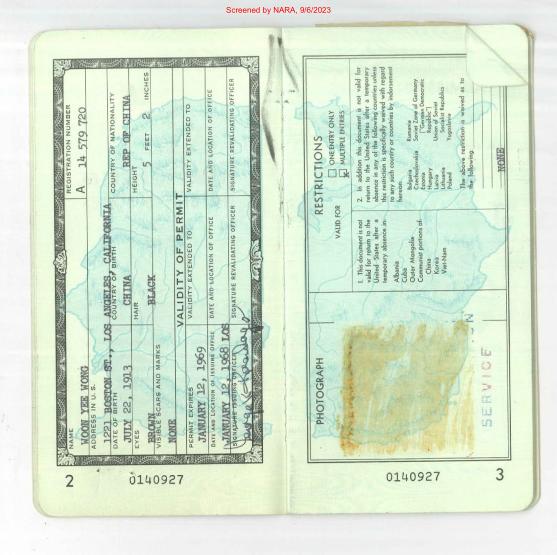 Screened by NARA, 9/6/2023
NAME
WOON YEE WONG
REGISTRATION NUMBER
A 14 579 720
ADDRESS IN U. S.
1221 BOSTON ST., LOS ANGELES, CALIFORNIA
DATE OF BIRTH
COUNTRY OF BIRTH
COUNTRY OF NATIONALITY
JULY 22, 1913
CHINA
REP OF CHINA
EYES
HAIR
HEIGHT
BROWN
BLACK
5 FEET 2 INCHES
VISIBLE SCARS AND MARKS
NONE
VALIDITY OF PERMIT
PERMIT EXPIRES
VALIDITY EXTENDED TO
VALIDITY EXTENDED TO
JANUARY 12, 1969
DATE AND LOCATION OF ISSUING OFFICE
DATE AND LOCATION OF OFFICE
DATE AND LOCATION OF OFFICE
JANUARY 12, 1968 LOS
SIGNATURE ISSUING OFFICER
SIGNATURE REVALIDATING OFFICER
SIGNATURE REVALIDATING OFFICER
2
0140927
PHOTOGRAPH
SERVICE
RESTRICTIONS
VALID FOR
ONE ENTRY ONLY
X MULTIPLE ENTRIES
1. This document is not
valid for return to the
United States after a
temporary absence in-
Albania
Cuba
Outer Mongolia
Communist portions of-
China
Korea
Viet-Nam
2. In addition this document is not valid for
return to the United States after a temporary
absence in any of the following countries unless
this restriction is specifically waived with regard
to any such country or countries by endorsement
hereon:
Bulgaria
Czechoslovakia
Estonia
Hungary
Latvia
Lithuania
Poland
Rumania
Soviet Zone of Germany
("German Democratic
Republic")
Union of Soviet
Socialist Republics
Yugoslavia
The above restriction is waived as to
the following:
NONE
0140927
3